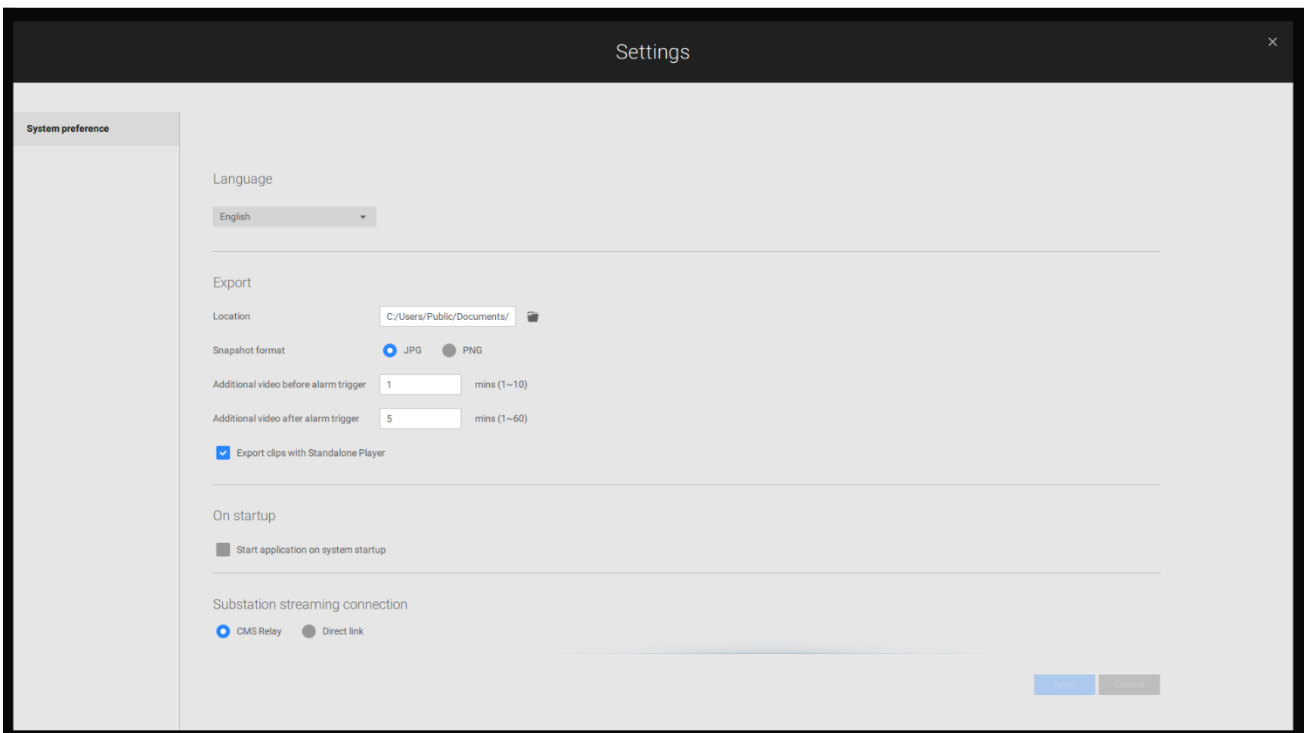 Settings
×
System preference
Language
English
Export
Location C:/Users/Public/Documents/
Snapshot format JPG PNG
Additional video before alarm trigger 1 mins (1~10)
Additional video after alarm trigger 5 mins (1~60)
Export clips with Standalone Player
On startup
Start application on system startup
Substation streaming connection
CMS Relay Direct link
Apply Cancel